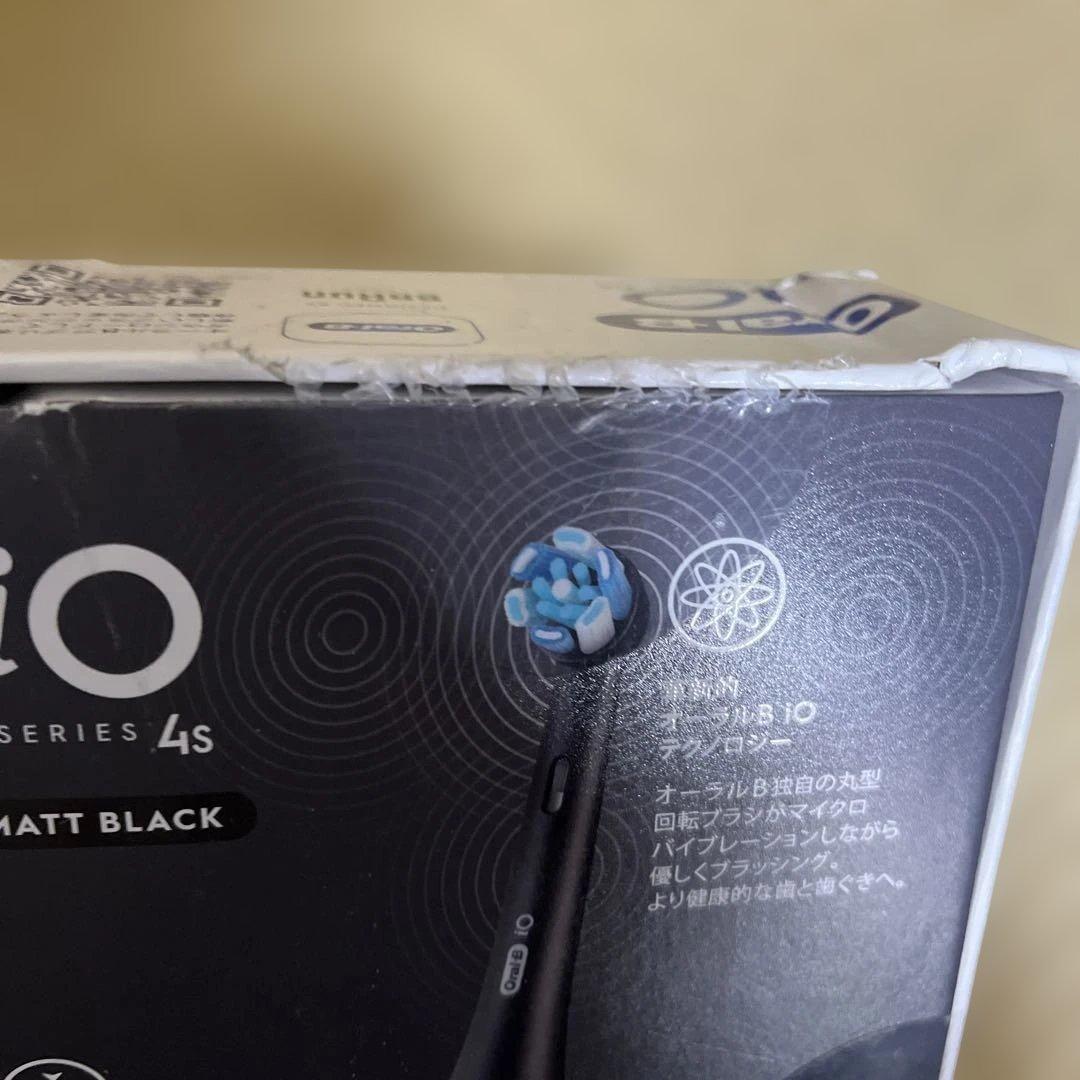 Oral-B
BRAUN
Oral-B
iO
SERIES 4s
MATT BLACK
革新的
オーラルB iO
テクノロジー
オーラルB独自の丸型
回転ブラシがマイクロ
バイブレーションしながら
優しくブラッシング。
より健康的な歯と歯ぐきへ。
Oral-B iO